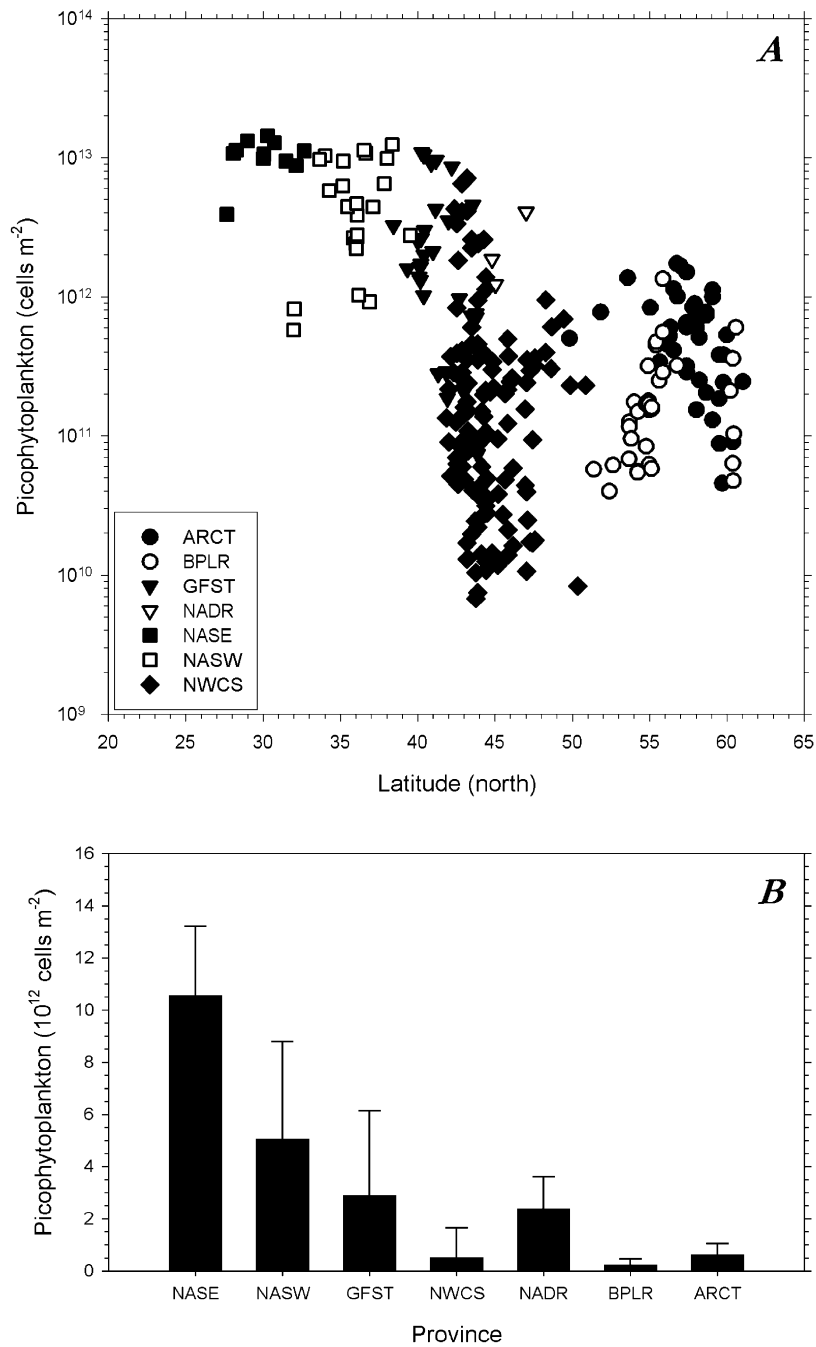 A
Picophytoplankton (cells m-2)
10^14
10^13
10^12
10^11
10^10
10^9
ARCT
BPLR
GFST
NADR
NASE
NASW
NWCS
20 25 30 35 40 45 50 55 60 65
Latitude (north)
B
Picophytoplankton (10^12 cells m^-2)
16
14
12
10
8
6
4
2
0
NASE NASW GFST NWCS NADR BPLR ARCT
Province